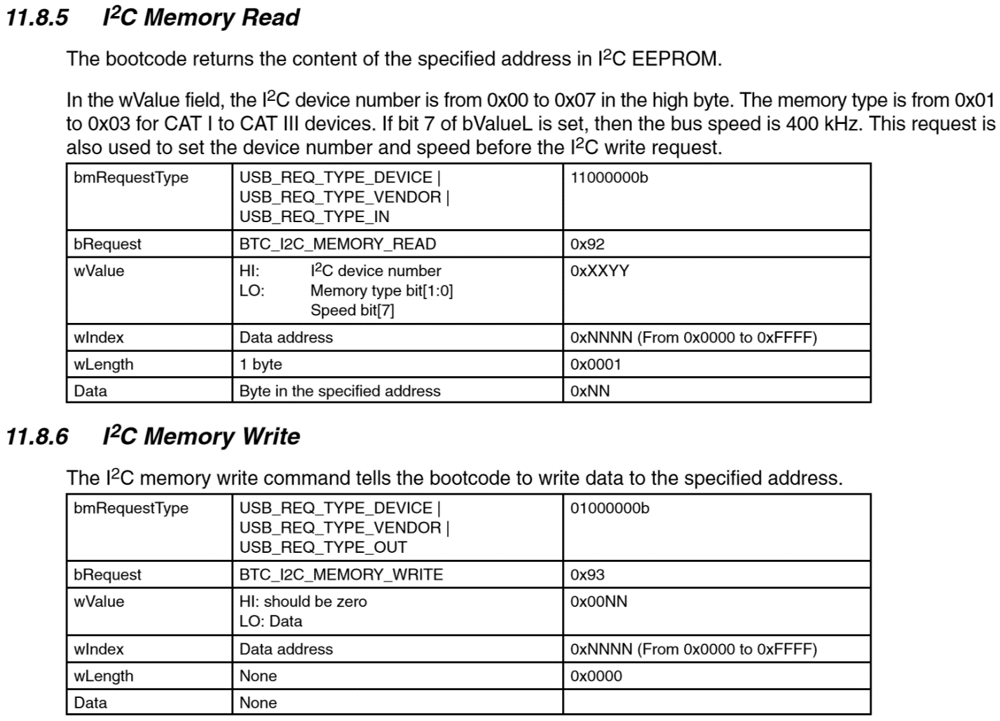 11.8.5 I²C Memory Read
The bootcode returns the content of the specified address in I²C EEPROM.
In the wValue field, the I²C device number is from 0x00 to 0x07 in the high byte. The memory type is from 0x01
to 0x03 for CAT I to CAT III devices. If bit 7 of bValueL is set, then the bus speed is 400 kHz. This request is
also used to set the device number and speed before the I²C write request.
bmRequestType USB_REQ_TYPE_DEVICE | 11000000b
USB_REQ_TYPE_VENDOR |
USB_REQ_TYPE_IN
bRequest BTC_I2C_MEMORY_READ 0x92
wValue HI: I²C device number 0xXXYY
LO: Memory type bit[1:0]
Speed bit[7]
wIndex Data address 0xNNNN (From 0x0000 to 0xFFFF)
wLength 1 byte 0x0001
Data Byte in the specified address 0xNN
11.8.6 I²C Memory Write
The I²C memory write command tells the bootcode to write data to the specified address.
bmRequestType USB_REQ_TYPE_DEVICE | 01000000b
USB_REQ_TYPE_VENDOR |
USB_REQ_TYPE_OUT
bRequest BTC_I2C_MEMORY_WRITE 0x93
wValue HI: should be zero 0x00NN
LO: Data
wIndex Data address 0xNNNN (From 0x0000 to 0xFFFF)
wLength None 0x0000
Data None